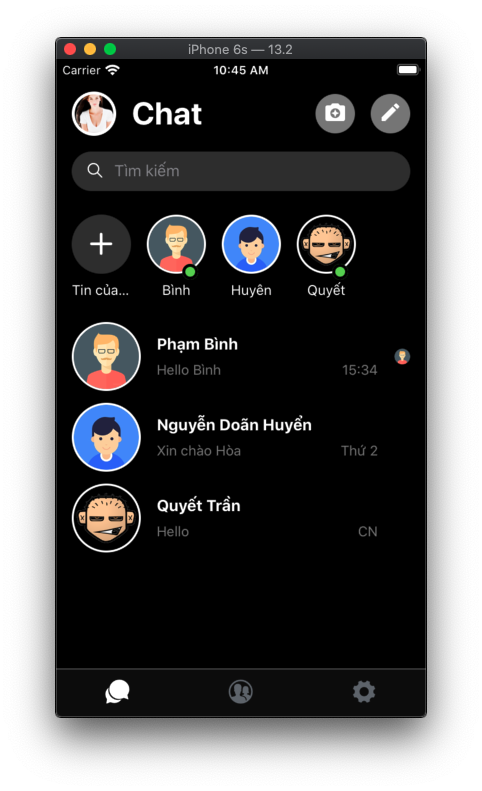 iPhone 6s — 13.2
Carrier 10:45 AM
Chat
Tìm kiếm
Tin của... Bình Huyên Quyết
Phạm Bình
Hello Bình 15:34
Nguyễn Doãn Huyển
Xin chào Hòa Thứ 2
Quyết Trần
Hello CN